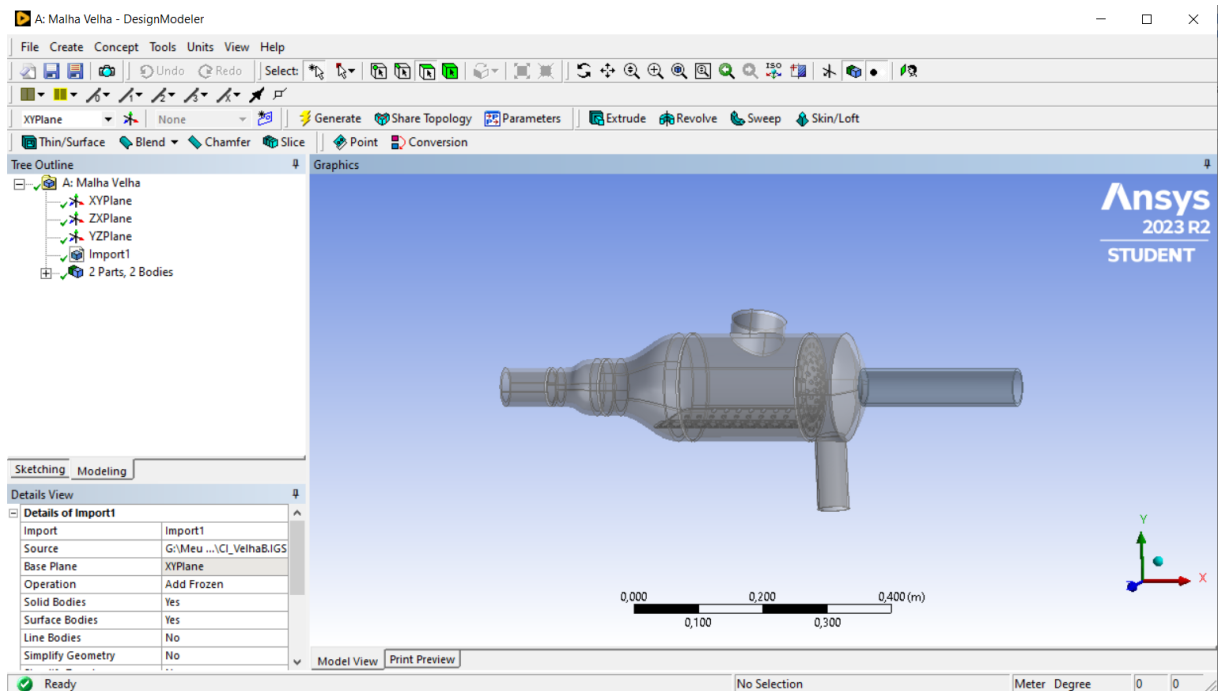 A: Malha Velha - DesignModeler
File Create Concept Tools Units View Help
Undo Redo Select:
XYPlane None Generate Share Topology Parameters Extrude Revolve Sweep Skin/Loft
Thin/Surface Blend Chamfer Slice Point Conversion
Tree Outline
A: Malha Velha
XYPlane
ZXPlane
YZPlane
Import1
2 Parts, 2 Bodies
Sketching Modeling
Details View
Details of Import1
Import Import1
Source G:\Meu ...\CI_VelhaB.IGS
Base Plane XYPlane
Operation Add Frozen
Solid Bodies Yes
Surface Bodies Yes
Line Bodies No
Simplify Geometry No
Graphics
Ansys
2023 R2
STUDENT
Y
X
0,000 0,200 0,400 (m)
0,100 0,300
Model View Print Preview
Ready No Selection Meter Degree 0 0